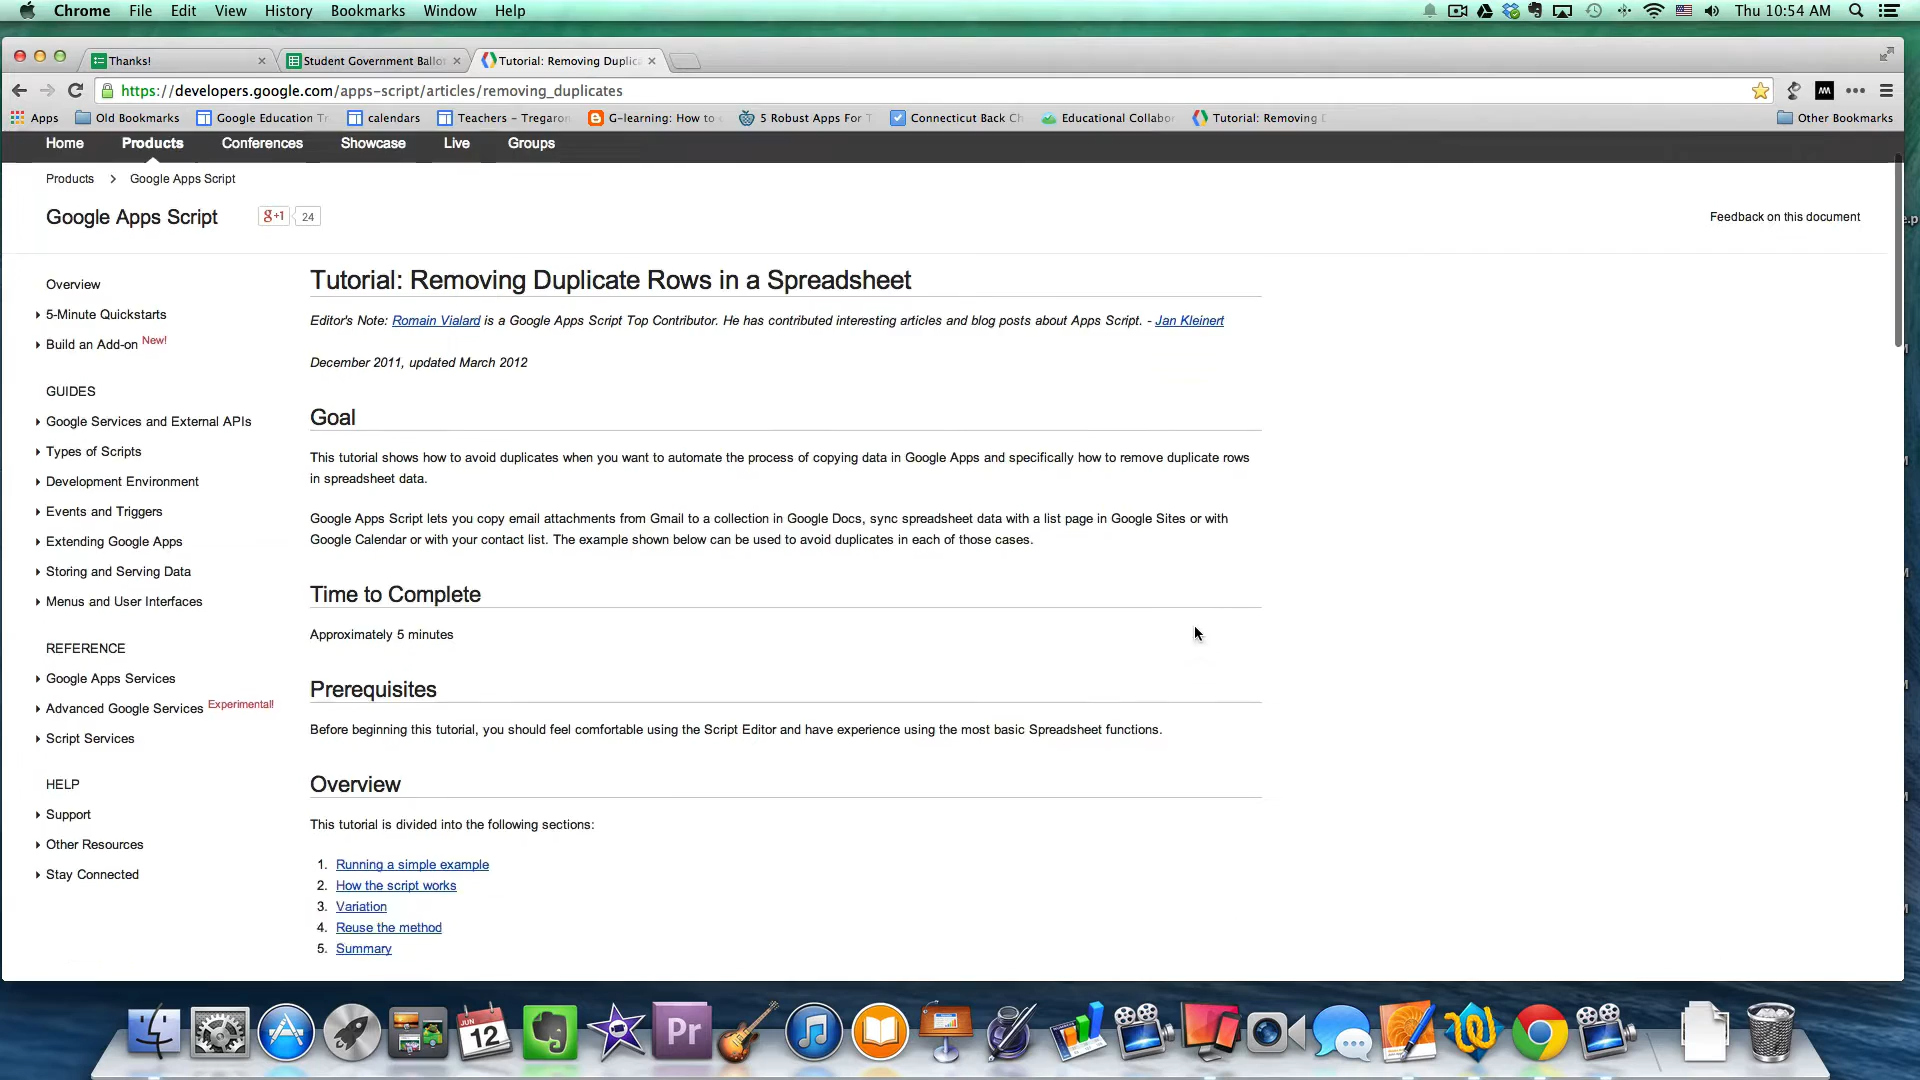 Chrome File Edit View History Bookmarks Window Help Thu 10:54 AM
Thanks! Student Government Ballo Tutorial: Removing Duplica
https://developers.google.com/apps-script/articles/removing_duplicates
Apps Old Bookmarks Google Education Tr calendars Teachers – Tregaron G-learning: How to 5 Robust Apps For T Connecticut Back Ch Educational Collabor Tutorial: Removing D Other Bookmarks
Home Products Conferences Showcase Live Groups
Products Google Apps Script
Google Apps Script g+1 24 Feedback on this document
Overview
5-Minute Quickstarts
Build an Add-on New!
GUIDES
Google Services and External APIs
Types of Scripts
Development Environment
Events and Triggers
Extending Google Apps
Storing and Serving Data
Menus and User Interfaces
REFERENCE
Google Apps Services
Advanced Google Services Experimental!
Script Services
HELP
Support
Other Resources
Stay Connected
Tutorial: Removing Duplicate Rows in a Spreadsheet
Editor's Note: Romain Vialard is a Google Apps Script Top Contributor. He has contributed interesting articles and blog posts about Apps Script. - Jan Kleinert
December 2011, updated March 2012
Goal
This tutorial shows how to avoid duplicates when you want to automate the process of copying data in Google Apps and specifically how to remove duplicate rows
in spreadsheet data.
Google Apps Script lets you copy email attachments from Gmail to a collection in Google Docs, sync spreadsheet data with a list page in Google Sites or with
Google Calendar or with your contact list. The example shown below can be used to avoid duplicates in each of those cases.
Time to Complete
Approximately 5 minutes
Prerequisites
Before beginning this tutorial, you should feel comfortable using the Script Editor and have experience using the most basic Spreadsheet functions.
Overview
This tutorial is divided into the following sections:
1. Running a simple example
2. How the script works
3. Variation
4. Reuse the method
5. Summary
JUN
12
Pr